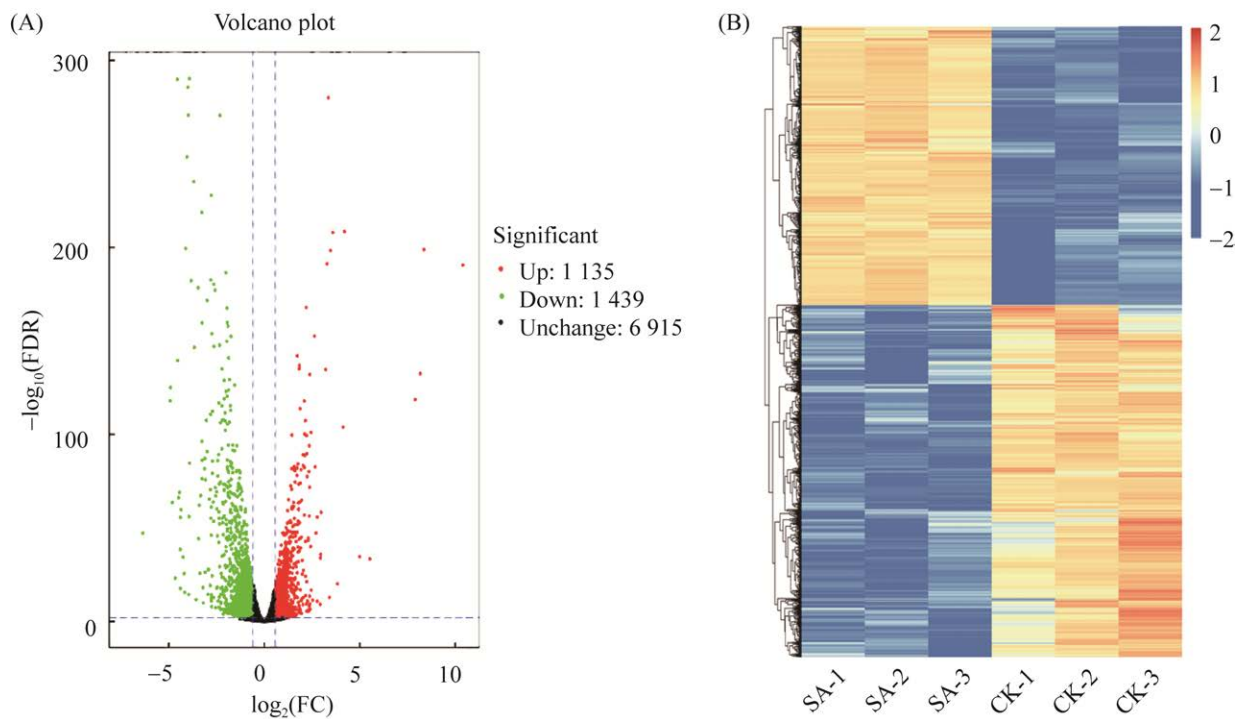 (A)
Volcano plot
300
200
100
0
−log10(FDR)
−5
0
5
10
log2(FC)
Significant
Up: 1 135
Down: 1 439
Unchange: 6 915
(B)
2
1
0
−1
−2
SA-1
SA-2
SA-3
CK-1
CK-2
CK-3